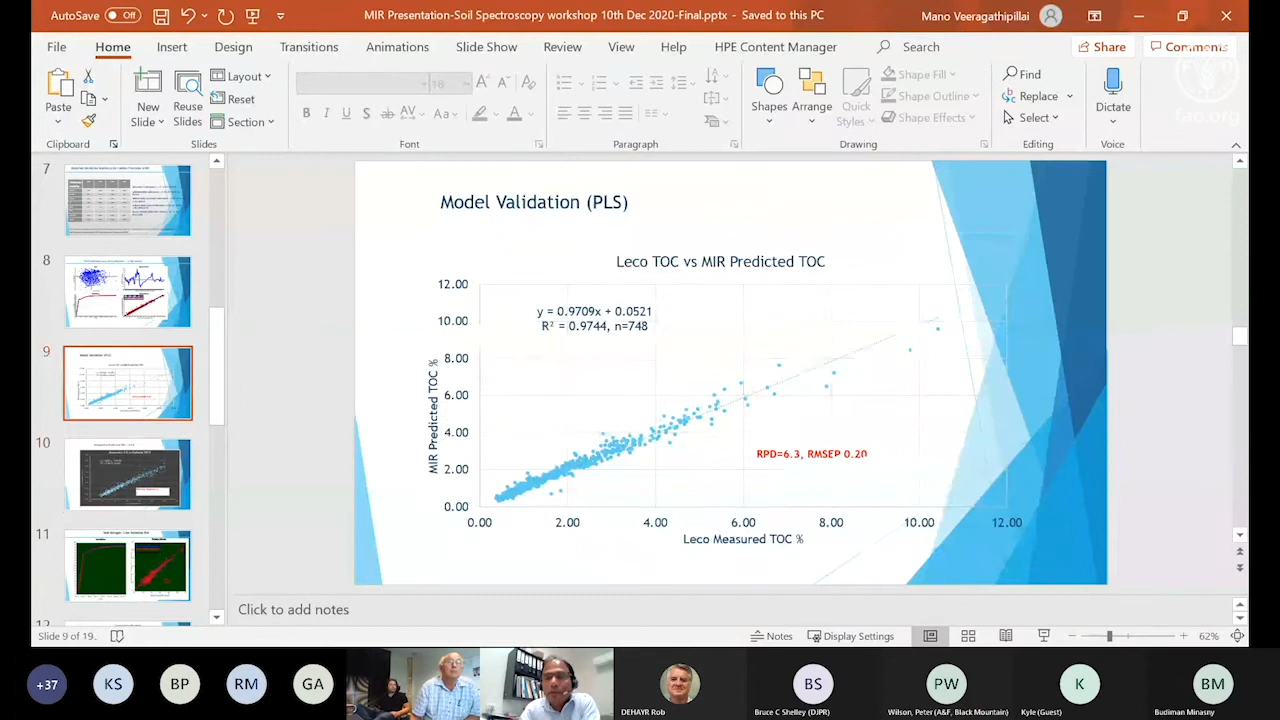 AutoSave Off MIR Presentation-Soil Spectroscopy workshop 10th Dec 2020-Final.pptx - Saved to this PC Mano Veeragathipillai
File Home Insert Design Transitions Animations Slide Show Review View Help HPE Content Manager Search Share Comments
Paste
Clipboard
New
Slide
Reuse
Slides
Layout
Reset
Section
Slides
18
Font
Paragraph
Shapes
Arrange
Quick
Styles
Shape Fill
Shape Outline
Shape Effects
Drawing
Find
Replace
Select
Editing
Dictate
Voice
fao.org
7
8
9
10
11
12
Model Validation (PLS)
Leco TOC vs MIR Predicted TOC
y = 0.9709x + 0.0521
R² = 0.9744, n=748
MIR Predicted TOC %
12.00
10.00
8.00
6.00
4.00
2.00
0.00
RPD=6.3, RMSEP 0.20
0.00 2.00 4.00 6.00 8.00 10.00 12.00
Leco Measured TOC %
Click to add notes
Slide 9 of 19 Notes Display Settings 62%
+37 KS BP RM GA BS PW K BM
DEHAYR Rob Bruce C Shelley (DJPR) Wilson, Peter (A&F, Black Mountain) Kyle (Guest) Budiman Minasny